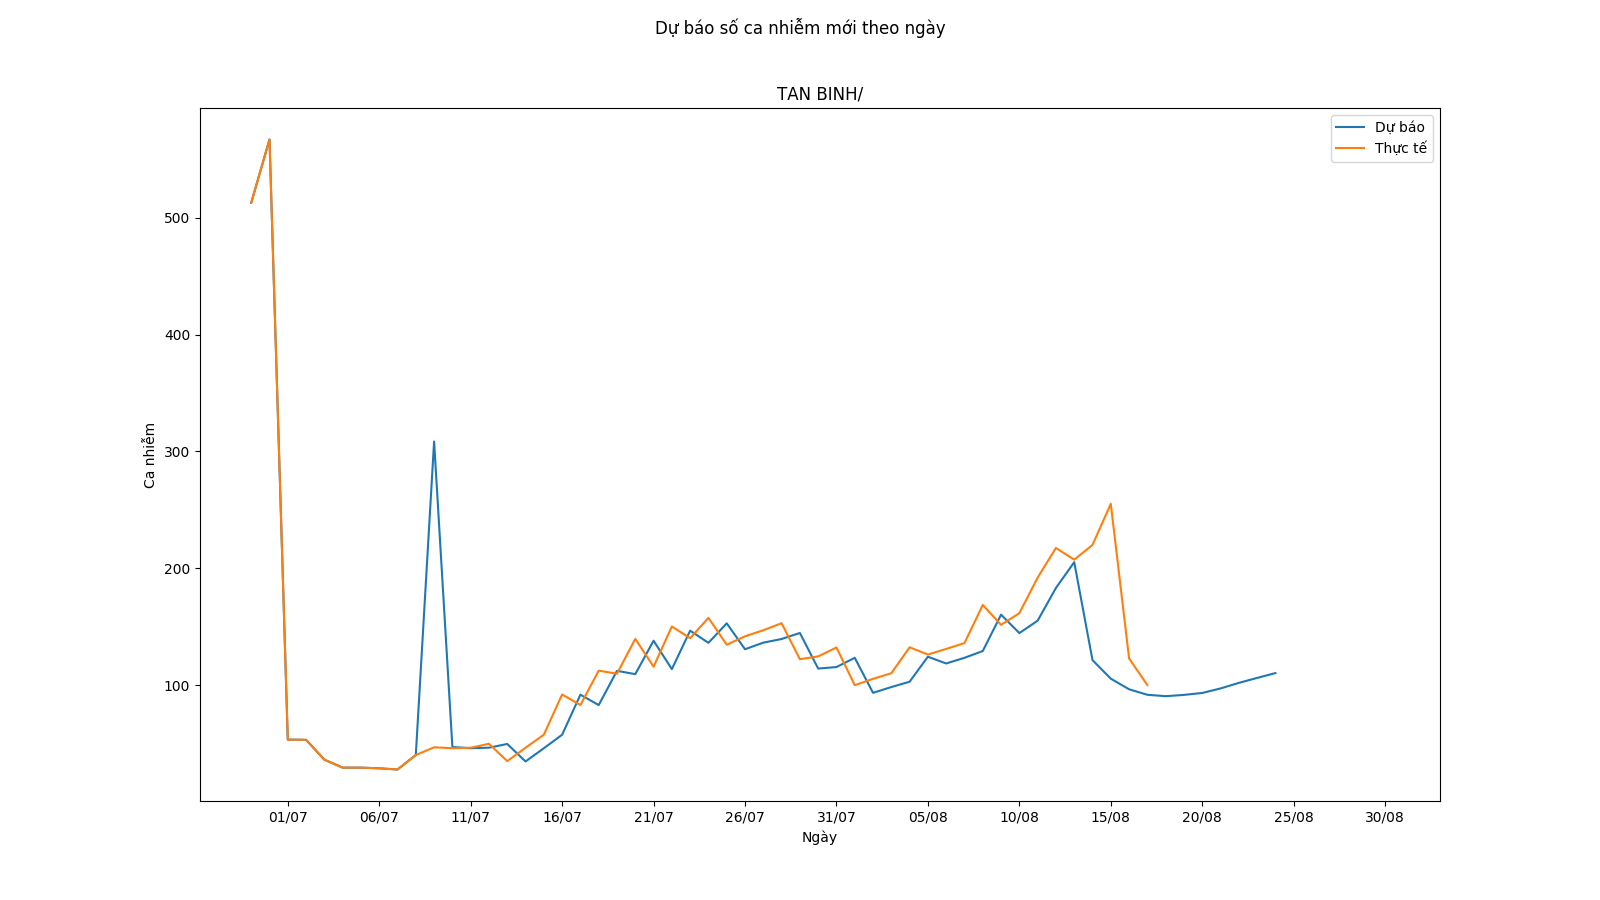 Dự báo số ca nhiễm mới theo ngày
TAN BINH/
Dự báo
Thực tế
Ca nhiễm
500
400
300
200
100
01/07 06/07 11/07 16/07 21/07 26/07 31/07 05/08 10/08 15/08 20/08 25/08 30/08
Ngày